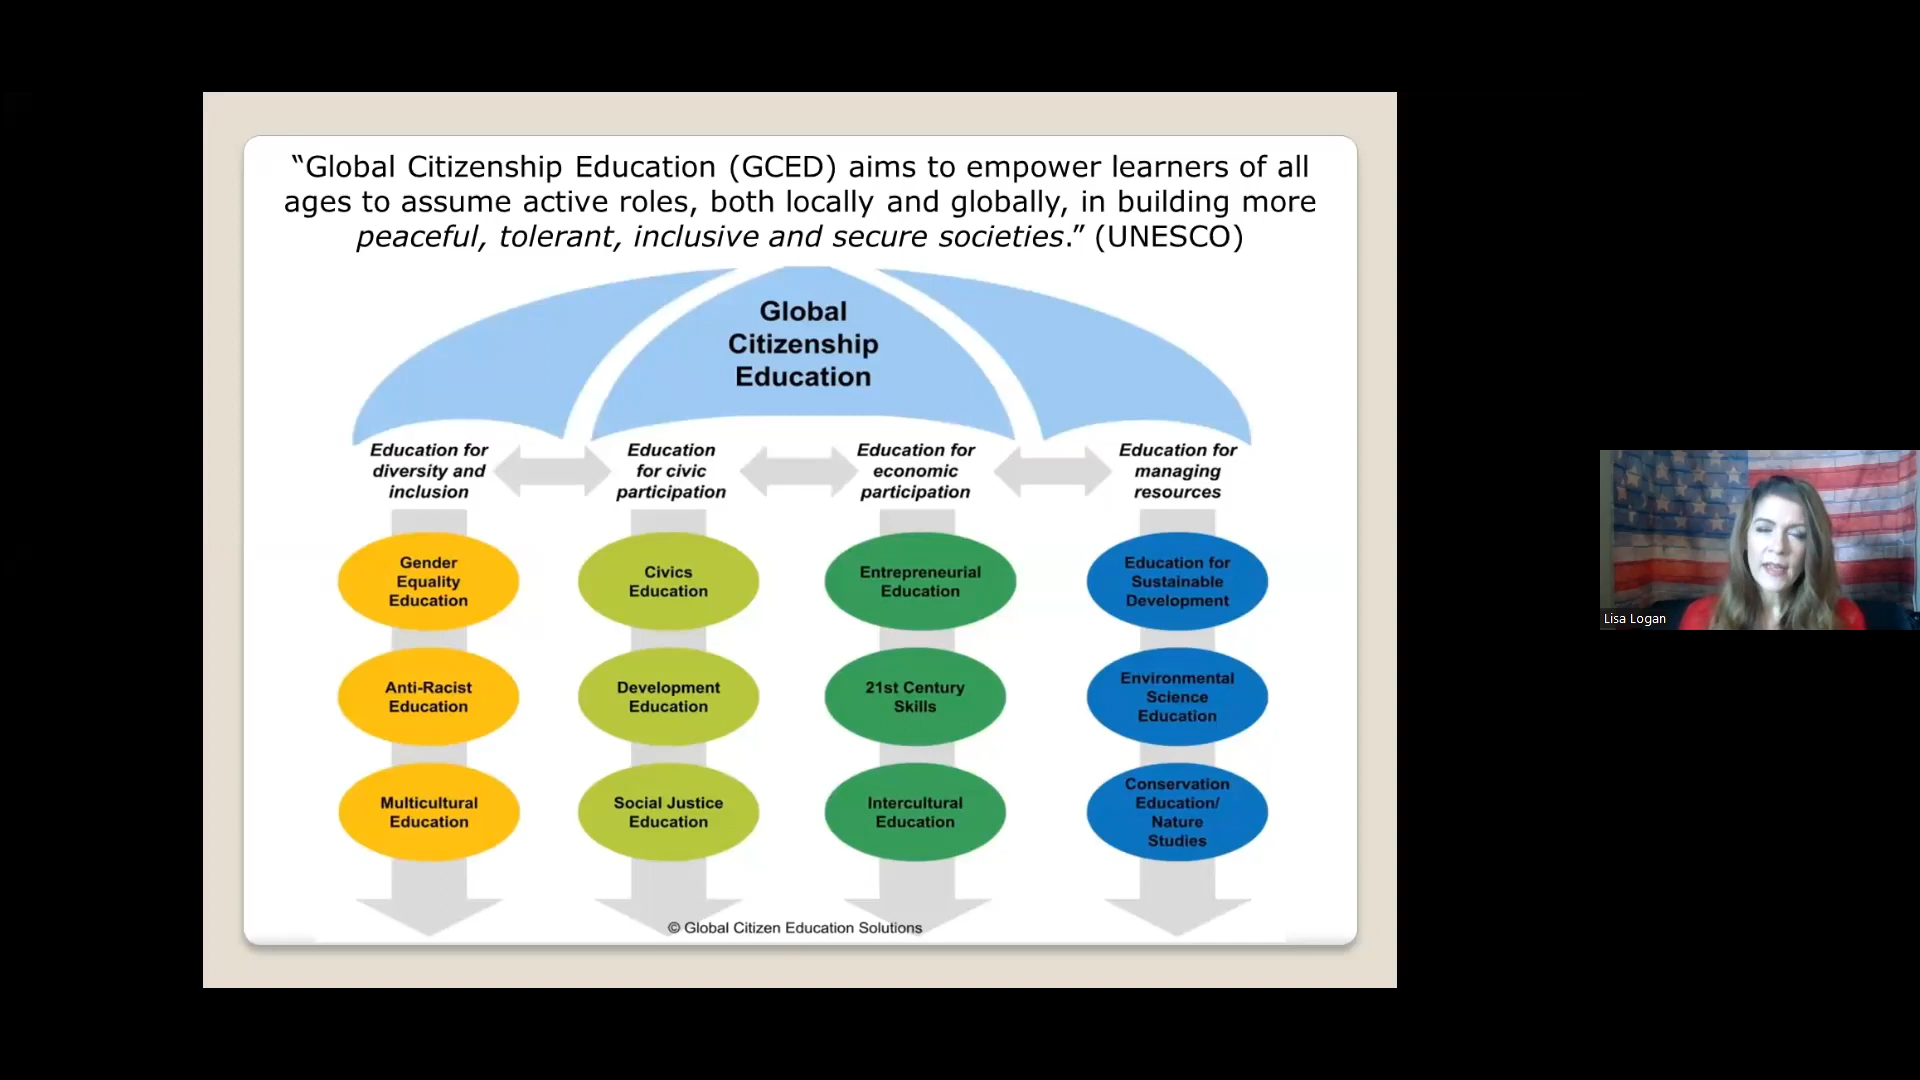 “Global Citizenship Education (GCED) aims to empower learners of all
ages to assume active roles, both locally and globally, in building more
peaceful, tolerant, inclusive and secure societies.” (UNESCO)
Global
Citizenship
Education
Education for
diversity and
inclusion
Education
for civic
participation
Education for
economic
participation
Education for
managing
resources
Gender
Equality
Education
Civics
Education
Entrepreneurial
Education
Education for
Sustainable
Development
Anti-Racist
Education
Development
Education
21st Century
Skills
Environmental
Science
Education
Multicultural
Education
Social Justice
Education
Intercultural
Education
Conservation
Education/
Nature
Studies
© Global Citizen Education Solutions
Lisa Logan